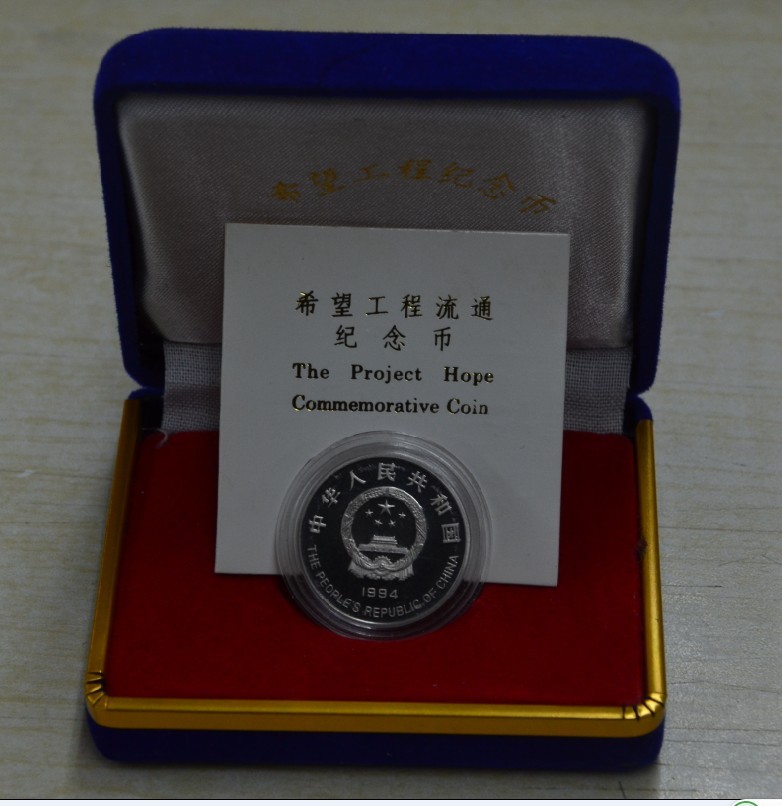 希望工程纪念币
希望工程流通
纪念币
The Project Hope
Commemorative Coin
中华人民共和国
1994
THE PEOPLE'S REPUBLIC OF CHINA